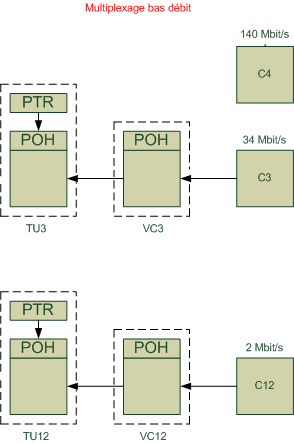 Multiplexage bas débit
140 Mbit/s
C4
PTR
POH
POH
34 Mbit/s
C3
TU3
VC3
PTR
POH
POH
2 Mbit/s
C12
TU12
VC12